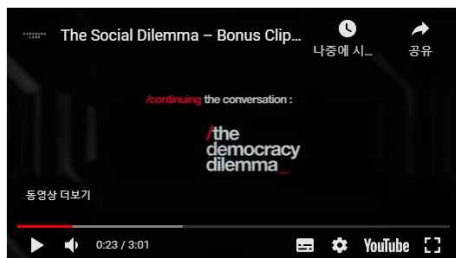 The Social Dilemma – Bonus Clip...
나중에 시...
공유
/continuing the conversation :
/the
democracy
dilemma_
동영상 더보기
0:23 / 3:01
YouTube